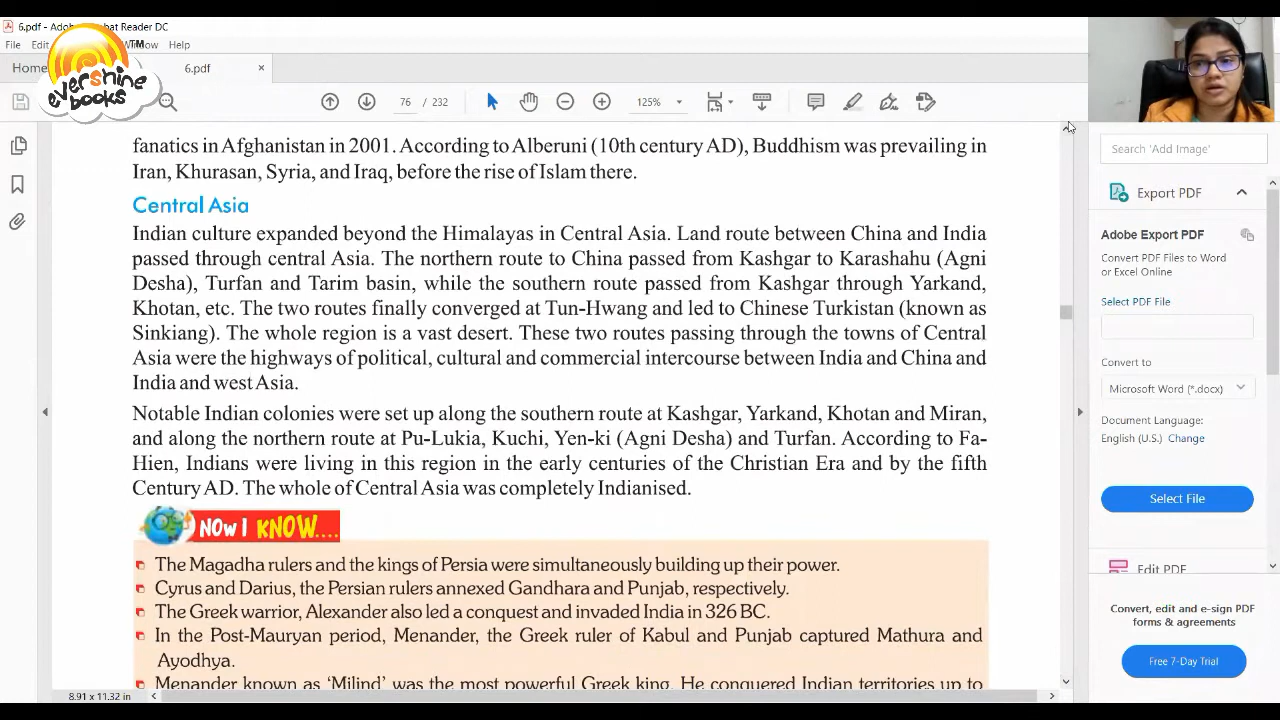 6.pdf - Adobe Acrobat Reader DC
File Edit Window Help
TM
evershine
books
Home
6.pdf
×
76 / 232
125%
fanatics in Afghanistan in 2001. According to Alberuni (10th century AD), Buddhism was prevailing in
Iran, Khurasan, Syria, and Iraq, before the rise of Islam there.
Central Asia
Indian culture expanded beyond the Himalayas in Central Asia. Land route between China and India
passed through central Asia. The northern route to China passed from Kashgar to Karashahu (Agni
Desha), Turfan and Tarim basin, while the southern route passed from Kashgar through Yarkand,
Khotan, etc. The two routes finally converged at Tun-Hwang and led to Chinese Turkistan (known as
Sinkiang). The whole region is a vast desert. These two routes passing through the towns of Central
Asia were the highways of political, cultural and commercial intercourse between India and China and
India and west Asia.
Notable Indian colonies were set up along the southern route at Kashgar, Yarkand, Khotan and Miran,
and along the northern route at Pu-Lukia, Kuchi, Yen-ki (Agni Desha) and Turfan. According to Fa-
Hien, Indians were living in this region in the early centuries of the Christian Era and by the fifth
Century AD. The whole of Central Asia was completely Indianised.
NOW I KNOW....
The Magadha rulers and the kings of Persia were simultaneously building up their power.
Cyrus and Darius, the Persian rulers annexed Gandhara and Punjab, respectively.
The Greek warrior, Alexander also led a conquest and invaded India in 326 BC.
In the Post-Mauryan period, Menander, the Greek ruler of Kabul and Punjab captured Mathura and
Ayodhya.
Menander known as ‘Milind’ was the most powerful Greek king. He conquered Indian territories up to
8.91 x 11.32 in
Search 'Add Image'
Export PDF
Adobe Export PDF
Convert PDF Files to Word
or Excel Online
Select PDF File
Convert to
Microsoft Word (*.docx)
Document Language:
English (U.S.) Change
Select File
Edit PDF
Convert, edit and e-sign PDF
forms & agreements
Free 7-Day Trial